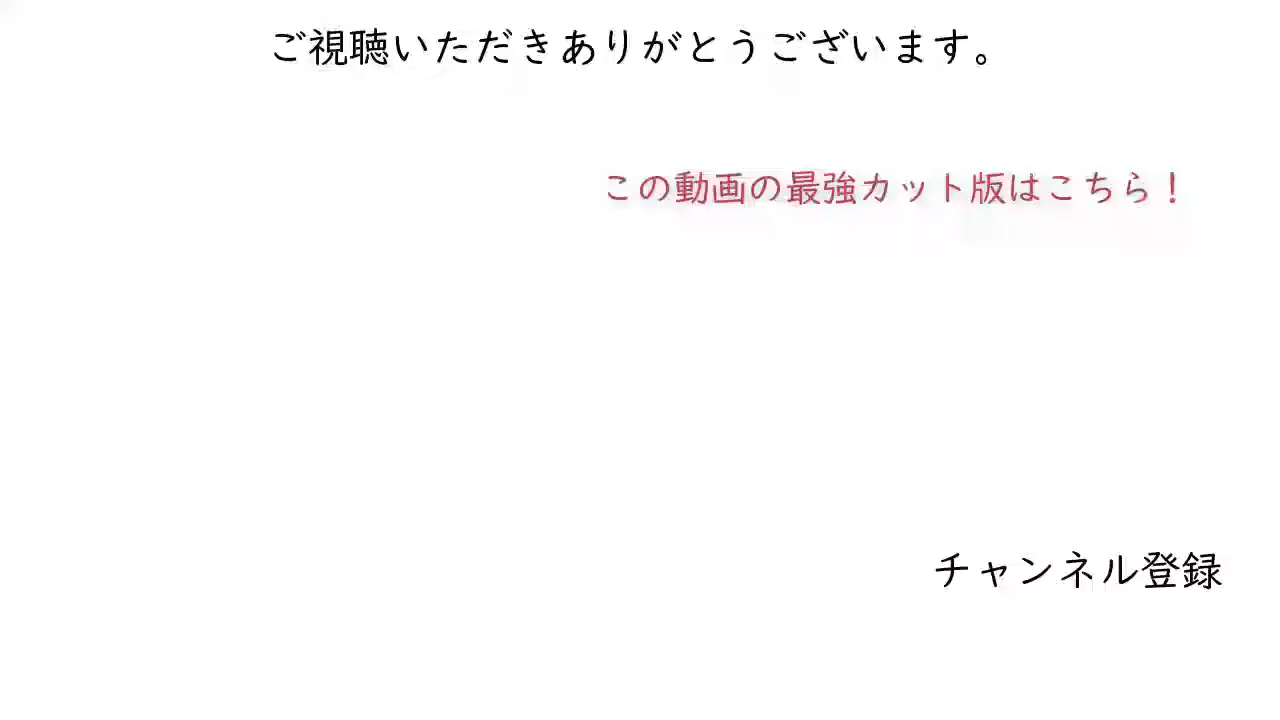 ご視聴いただきありがとうございます。
この動画の最強カット版はこちら！
チャンネル登録